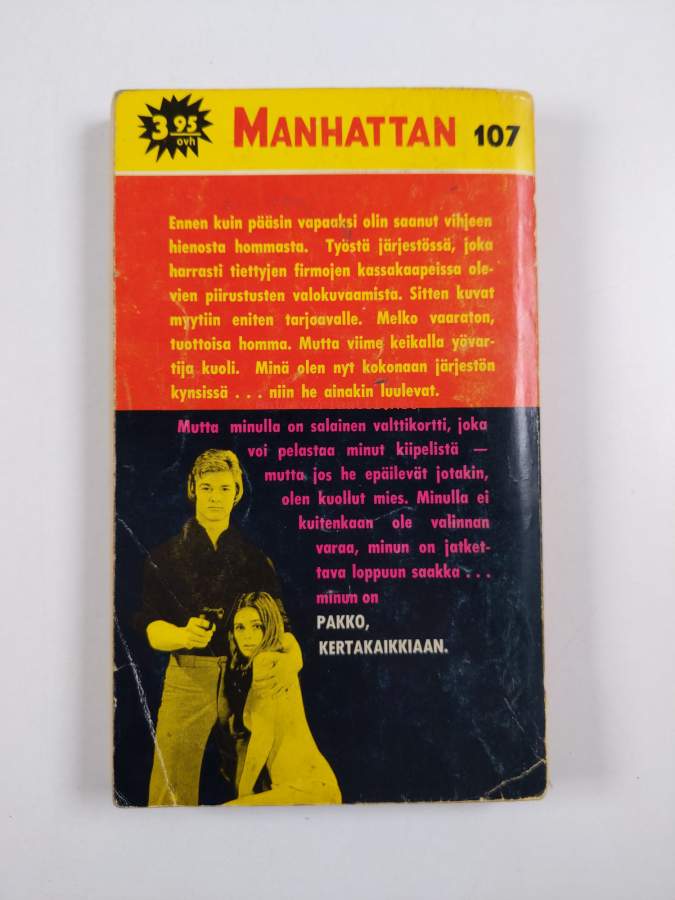 3 95
ovh
MANHATTAN 107
Ennen kuin pääsin vapaaksi olin saanut vihjeen
hienosta hommasta. Työstä järjestössä, joka
harrasti tiettyjen firmojen kassakaapeissa ole-
vien piirustusten valokuvaamista. Sitten kuvat
myytiin eniten tarjoavalle. Melko vaaraton,
tuottoisa homma. Mutta viime keikalla yövar-
tija kuoli. Minä olen nyt kokonaan järjestön
kynsissä . . . niin he ainakin luulevat.
Mutta minulla on salainen valttikortti, joka
voi pelastaa minut kiipelistä —
mutta jos he epäilevät jotakin,
olen kuollut mies. Minulla ei
kuitenkaan ole valinnan
varaa, minun on jatket-
tava loppuun saakka . . .
minun on
PAKKO,
KERTAKAIKKIAAN.